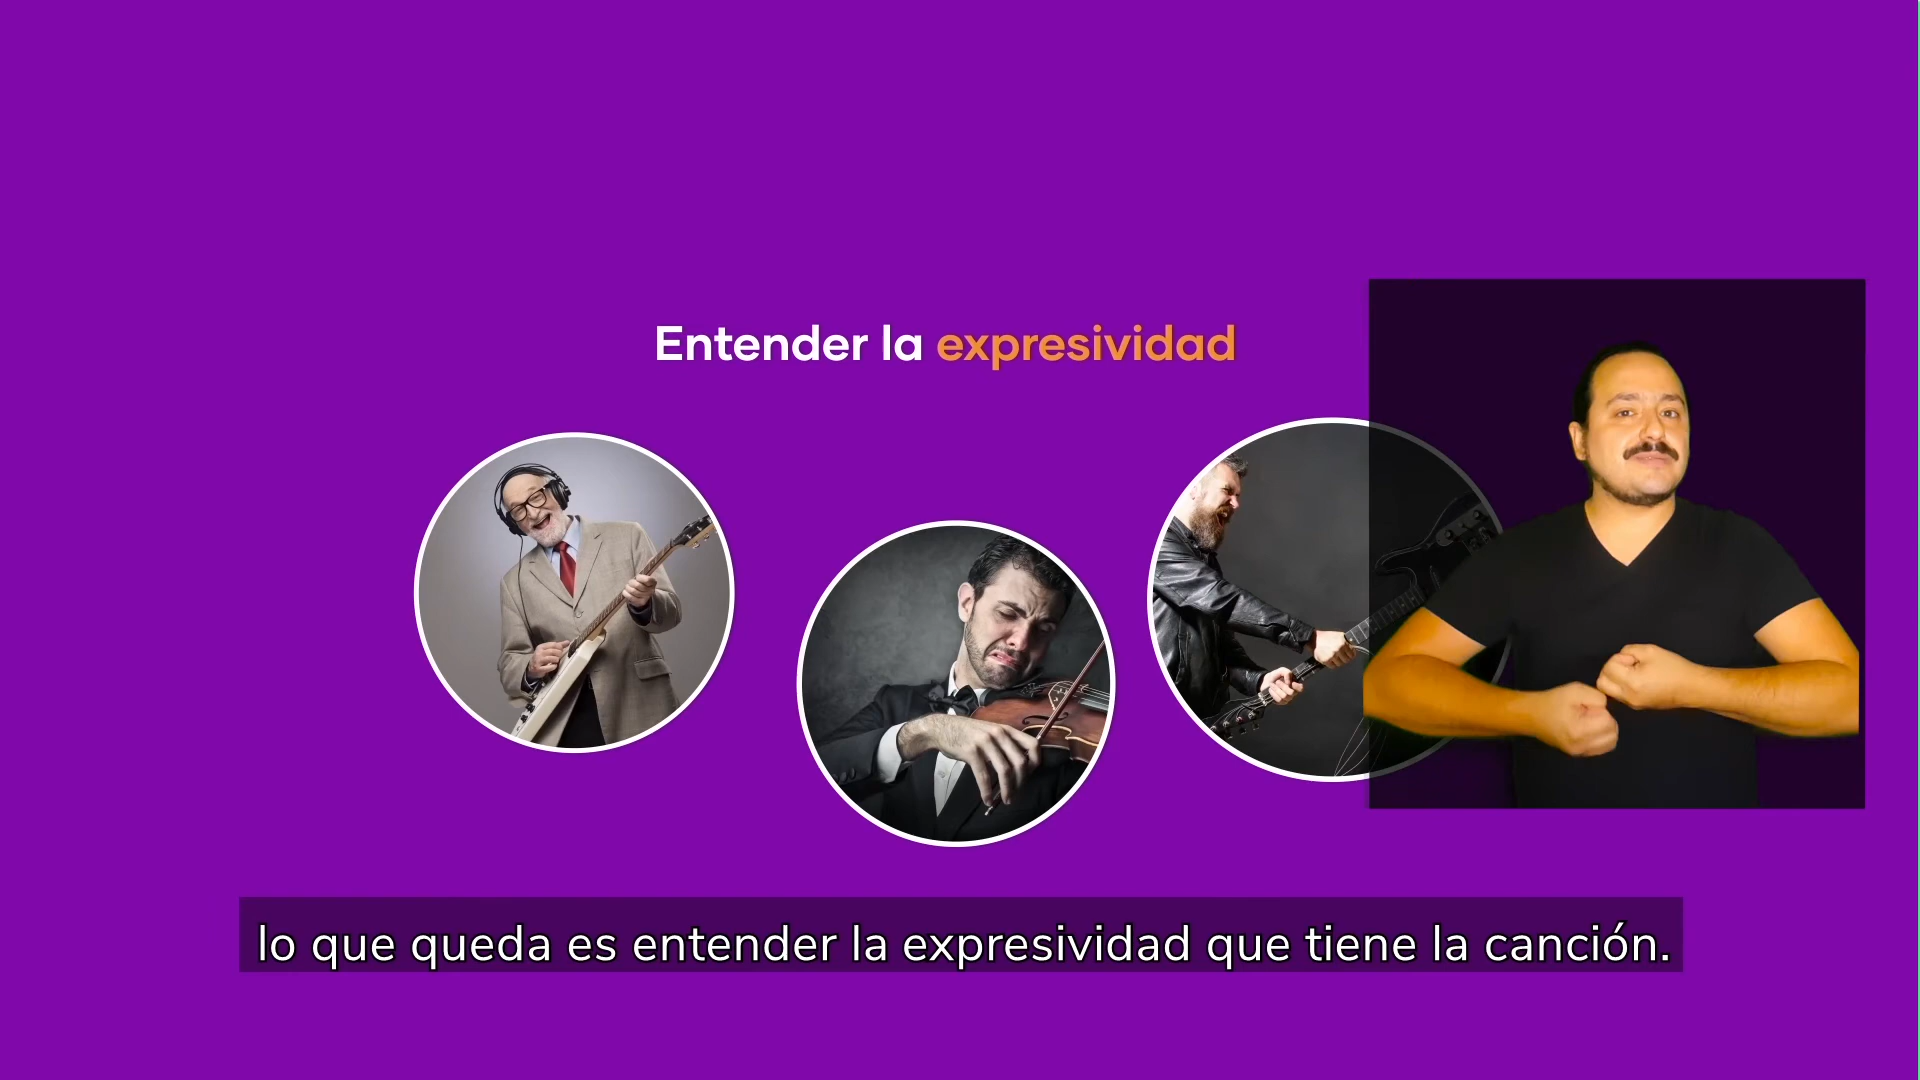 Entender la expresividad
lo que queda es entender la expresividad que tiene la canción.